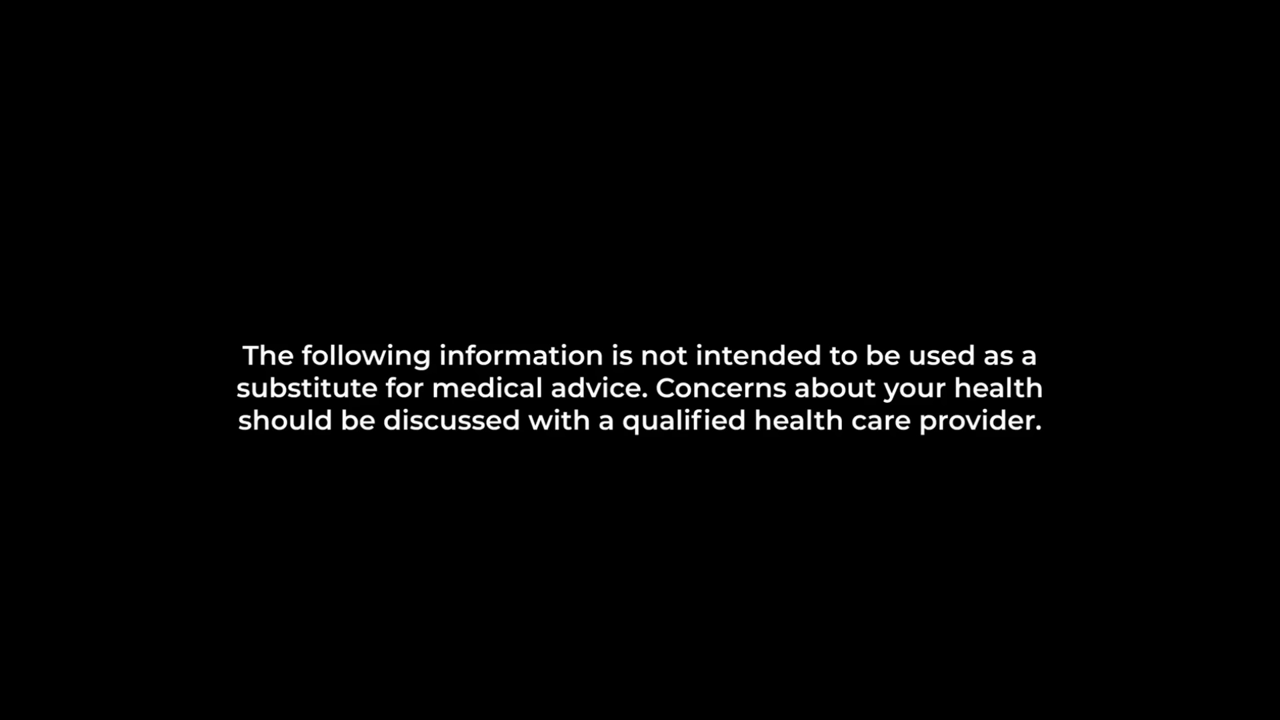 The following information is not intended to be used as a
substitute for medical advice. Concerns about your health
should be discussed with a qualified health care provider.